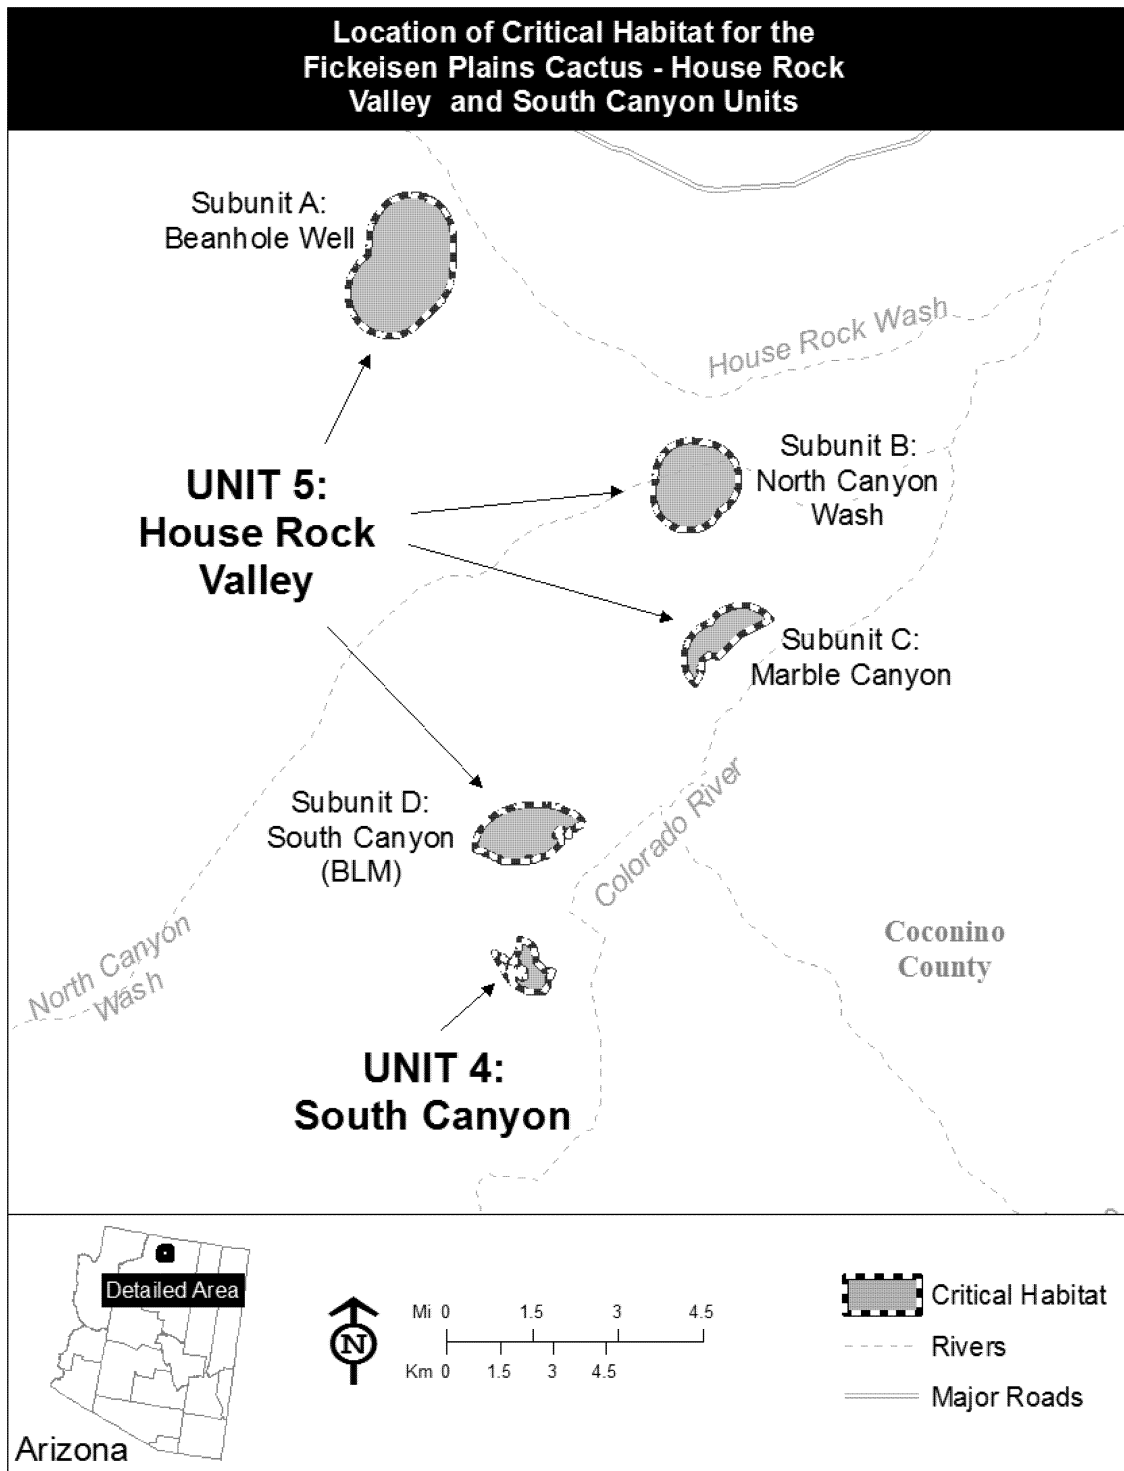 Location of Critical Habitat for the
Fickeisen Plains Cactus - House Rock
Valley and South Canyon Units
Subunit A:
Beanhole Well
House Rock Wash
Subunit B:
North Canyon
Wash
UNIT 5:
House Rock
Valley
Subunit C:
Marble Canyon
Subunit D:
South Canyon
(BLM)
Colorado River
North Canyon
Wash
Coconino
County
UNIT 4:
South Canyon
Detailed Area
Arizona
N
Mi 0 1.5 3 4.5
Km 0 1.5 3 4.5
Critical Habitat
Rivers
Major Roads